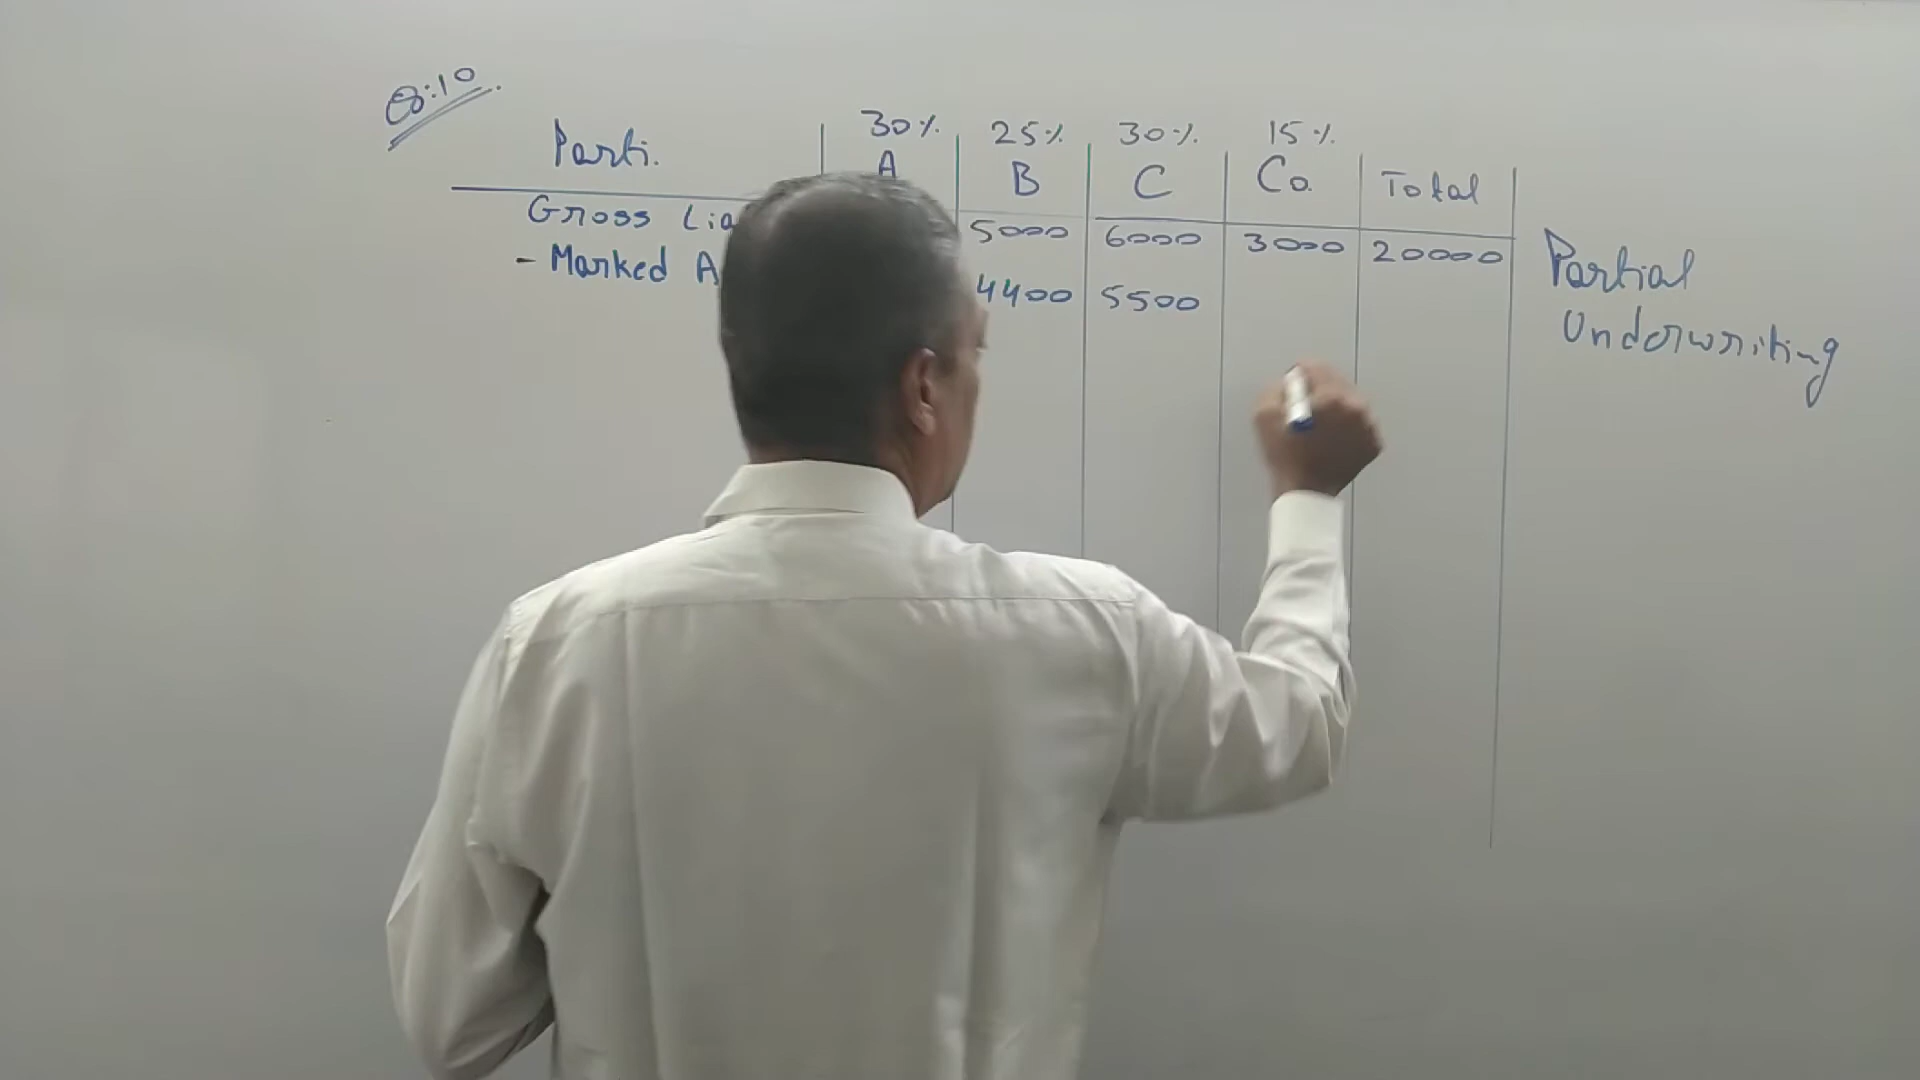 Q:10
30% 25% 30% 15%
Parti. A B C Co. Total
Gross Lia 5000 6000 3000 20000
- Marked A 4400 5500
Partial
Underwriting